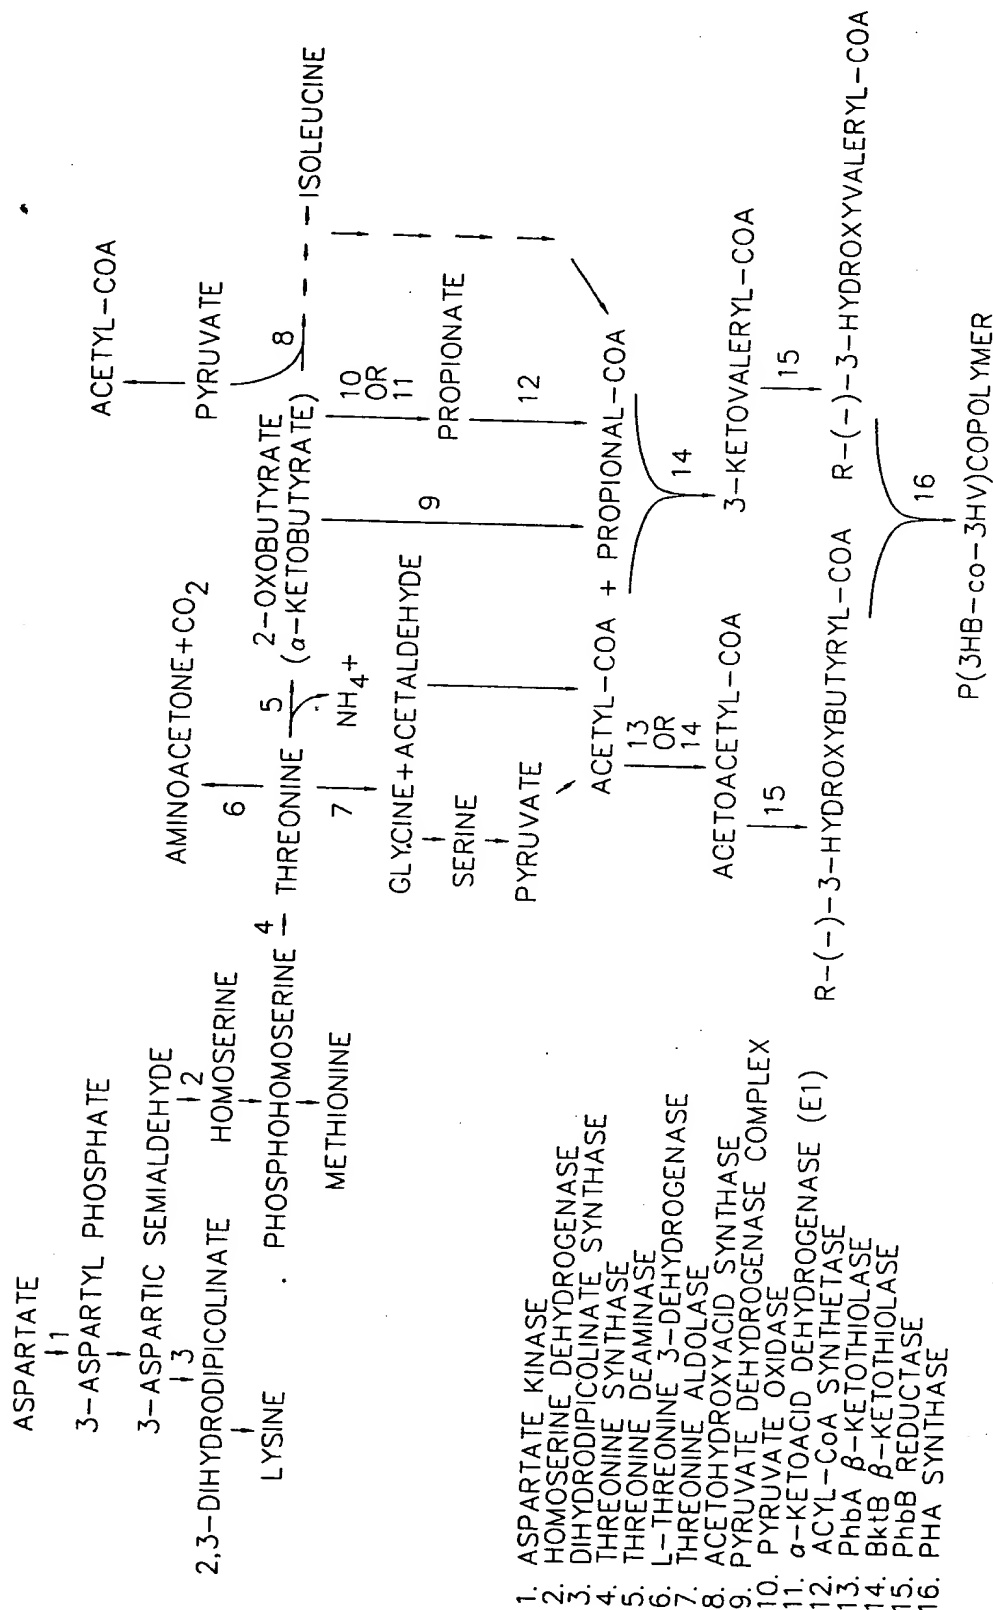 ASPARTATE
1
3-ASPARTYL PHOSPHATE
3-ASPARTIC SEMIALDEHYDE
3
2
2,3-DIHYDRODIPICOLINATE
HOMOSERINE
LYSINE
PHOSPHOHOMOSERINE
4
METHIONINE
THREONINE
6
AMINOACETONE+CO2
5
NH4+
7
GLYCINE+ACETALDEHYDE
SERINE
PYRUVATE
2-OXOBUTYRATE
(α-KETOBUTYRATE)
8
PYRUVATE
ACETYL-COA
ISOLEUCINE
9
10
OR
11
PROPIONATE
12
ACETYL-COA + PROPIONAL-COA
13
OR
14
14
ACETOACETYL-COA
3-KETOVALERYL-COA
15
15
R-(-)-3-HYDROXYBUTYRYL-COA
R-(-)-3-HYDROXYVALERYL-COA
16
P(3HB-co-3HV)COPOLYMER
1. ASPARTATE KINASE
2. HOMOSERINE DEHYDROGENASE
3. DIHYDRODIPICOLINATE SYNTHASE
4. THREONINE SYNTHASE
5. THREONINE DEAMINASE
6. L-THREONINE 3-DEHYDROGENASE
7. THREONINE ALDOLASE
8. ACETOHYDROXYACID SYNTHASE
9. PYRUVATE DEHYDROGENASE COMPLEX
10. PYRUVATE OXIDASE
11. α-KETOACID DEHYDROGENASE (E1)
12. ACYL-CoA SYNTHETASE
13. PhbA β-KETOTHIOLASE
14. BktB β-KETOTHIOLASE
15. PhbB REDUCTASE
16. PHA SYNTHASE